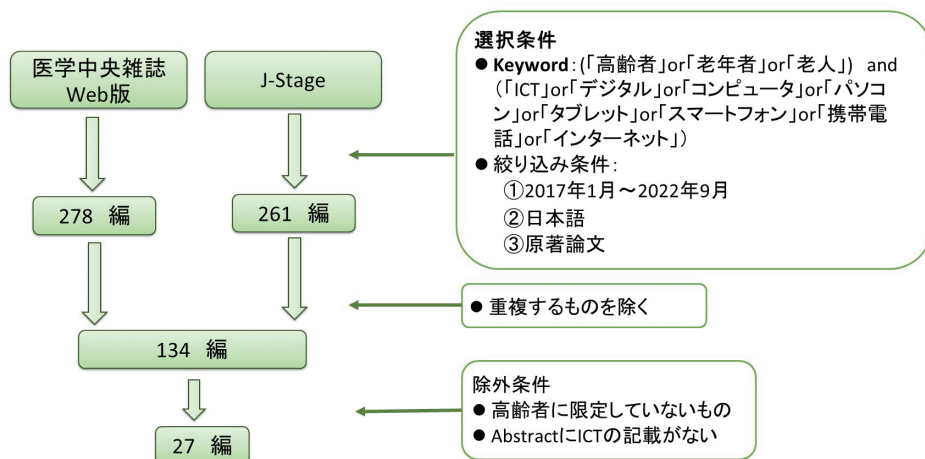 医学中央雑誌
Web版
J-Stage
278 編
261 編
134 編
27 編
選択条件
● Keyword:(「高齢者」or「老年者」or「老人」) and
(「ICT」or「デジタル」or「コンピュータ」or「パソコ
ン」or「タブレット」or「スマートフォン」or「携帯電
話」or「インターネット」)
● 絞り込み条件:
①2017年1月~2022年9月
②日本語
③原著論文
● 重複するものを除く
除外条件
● 高齢者に限定していないもの
● AbstractにICTの記載がない